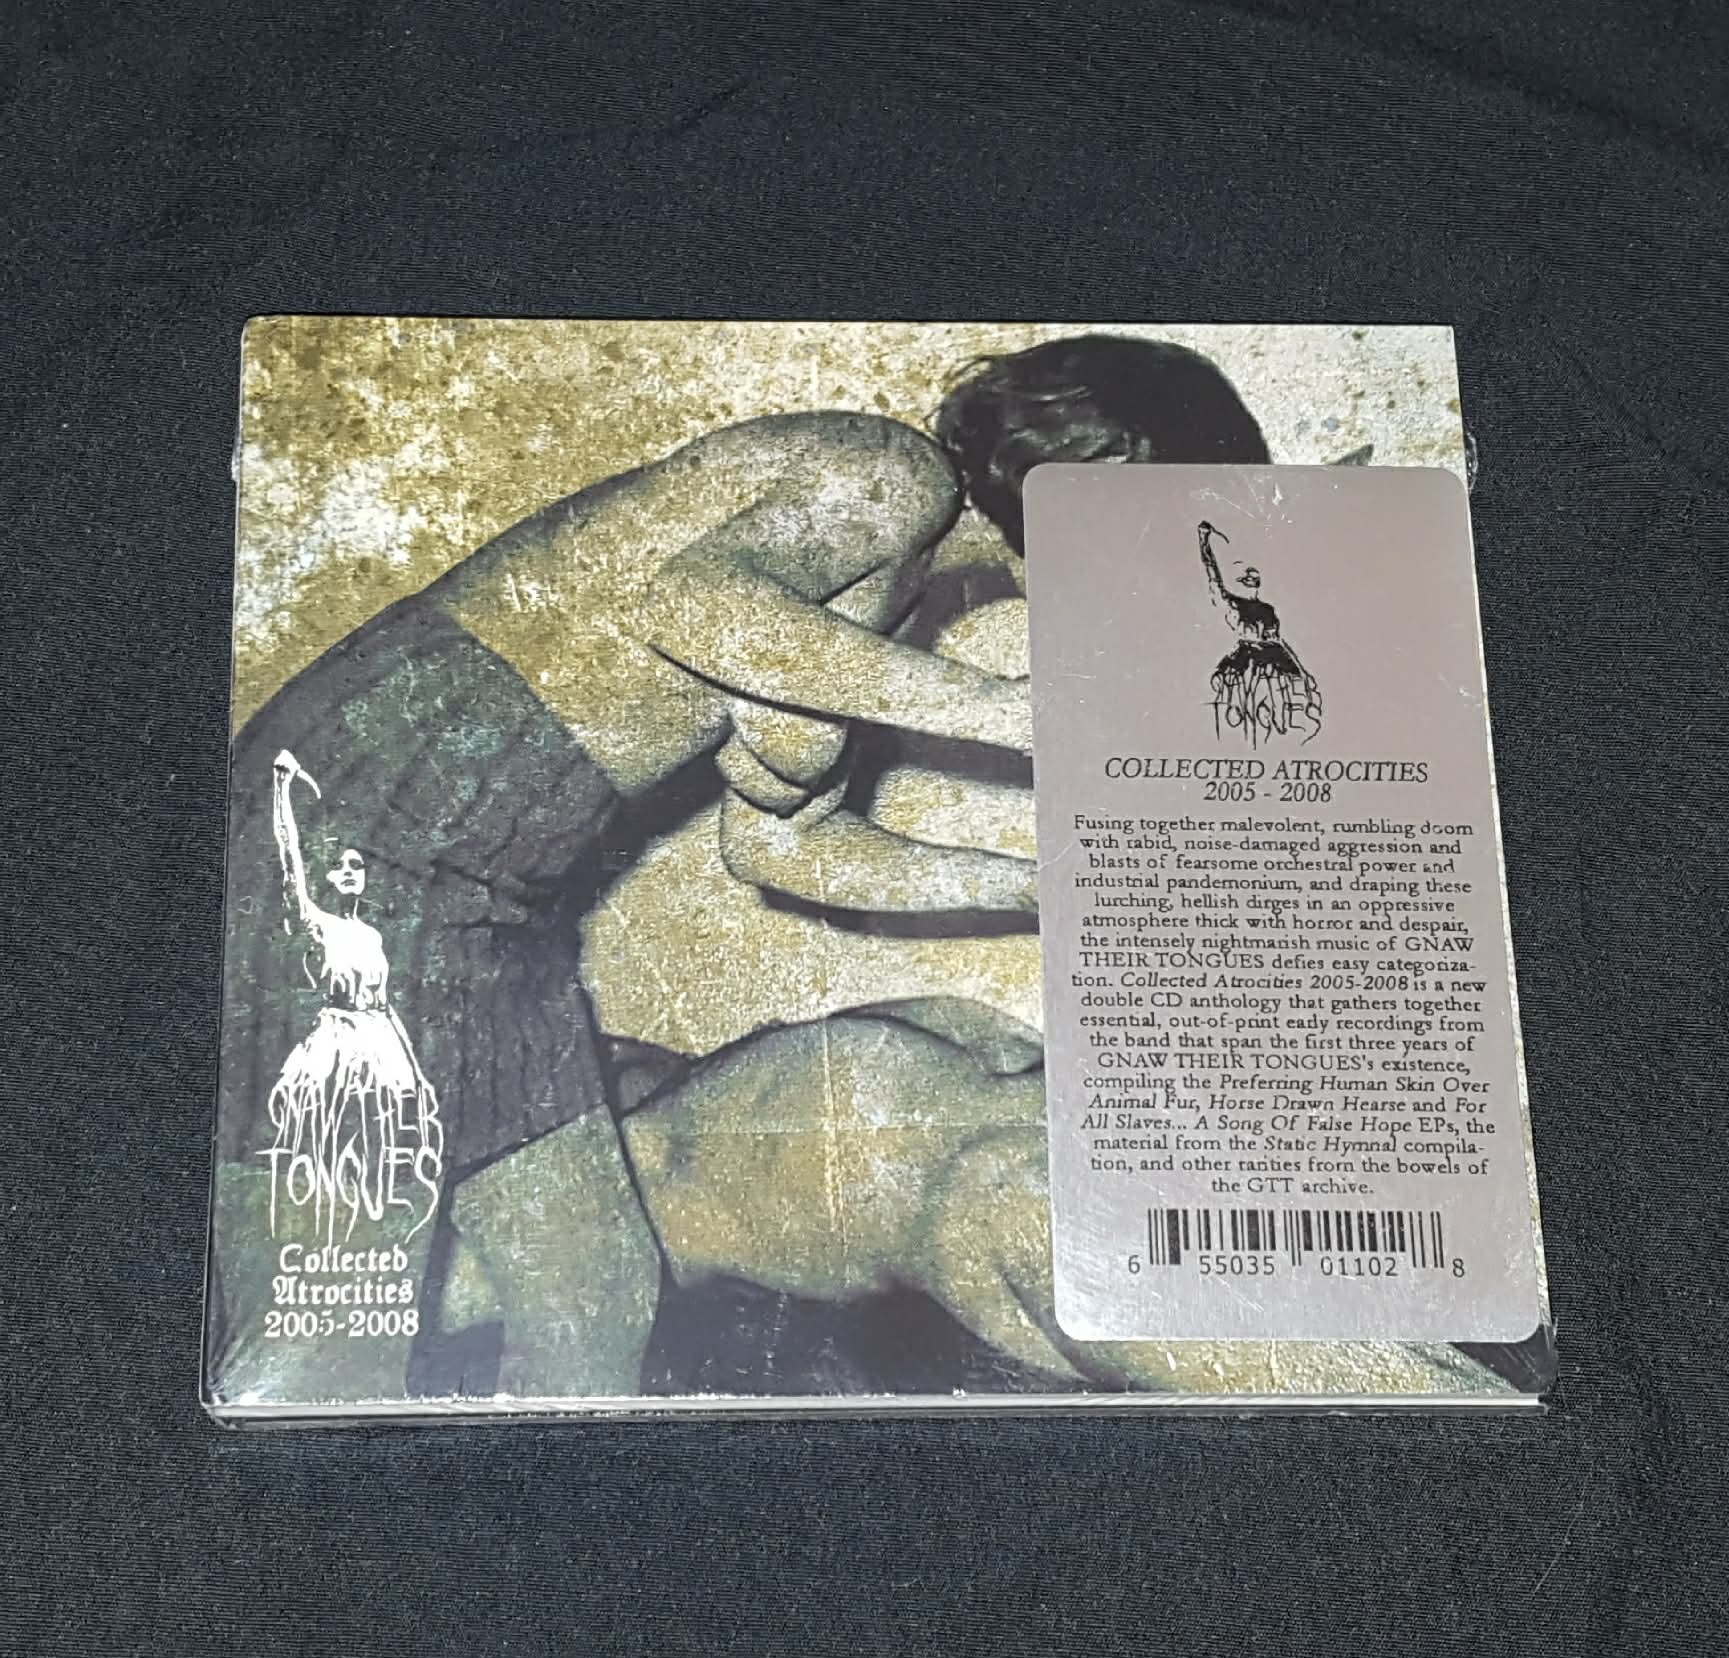 GNAW THEIR
TONGUES
Collected
Atrocities
2005-2008
GNAW THEIR
TONGUES
COLLECTED ATROCITIES
2005 - 2008
Fusing together malevolent, rumbling doom
with rabid, noise-damaged aggression and
blasts of fearsome orchestral power and
industrial pandemonium, and draping these
lurching, hellish dirges in an oppressive
atmosphere thick with horror and despair,
the intensely nightmarish music of GNAW
THEIR TONGUES defies easy categoriza-
tion. Collected Atrocities 2005-2008 is a new
double CD anthology that gathers together
essential, out-of-print early recordings from
the band that span the first three years of
GNAW THEIR TONGUES's existence,
compiling the Preferring Human Skin Over
Animal Fur, Horse Drawn Hearse and For
All Slaves... A Song Of False Hope EPs, the
material from the Static Hymnal compila-
tion, and other rarities from the bowels of
the GTT archive.
6 55035 01102 8